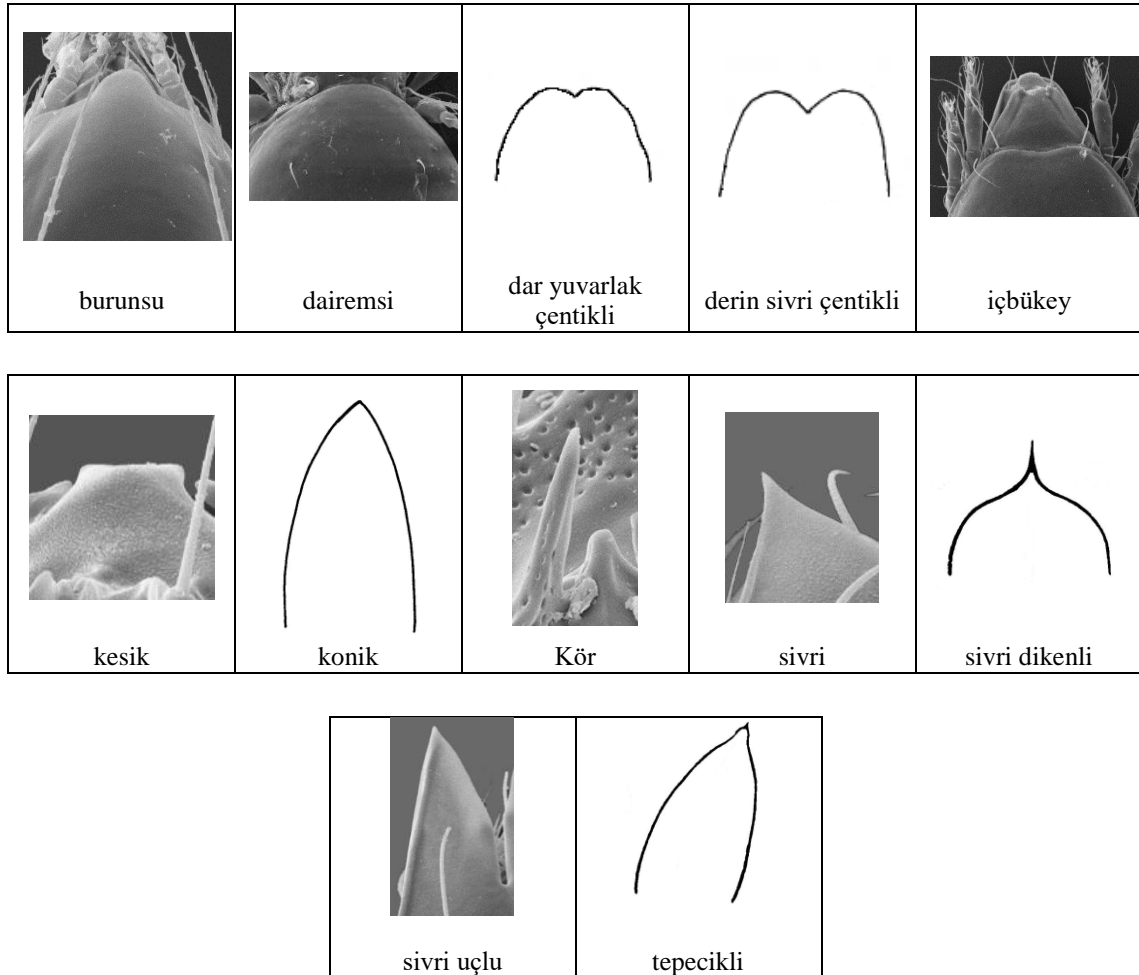 burunsu
dairemsi
dar yuvarlak
çentikli
derin sivri çentikli
içbükey
kesik
konik
Kör
sivri
sivri dikenli
sivri uçlu
tepecikli